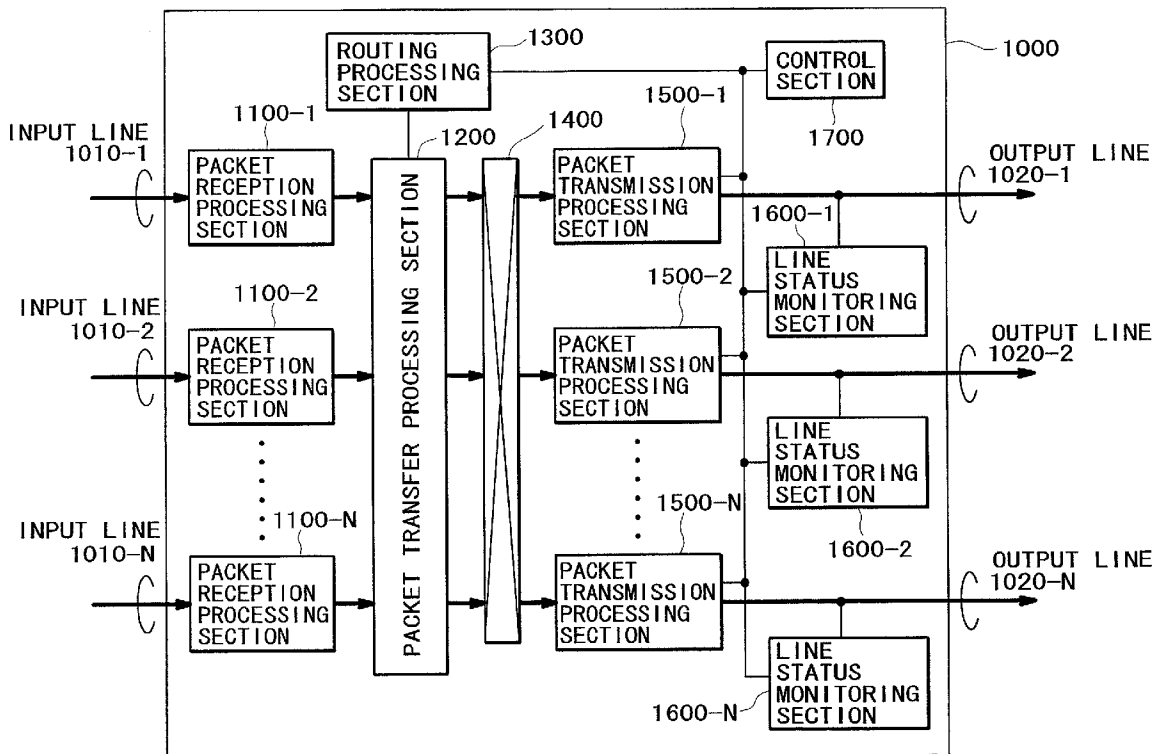 1300
ROUTING
PROCESSING
SECTION
CONTROL
SECTION
1700
1000
INPUT LINE
1010-1
1100-1
PACKET
RECEPTION
PROCESSING
SECTION
1200
PACKET TRANSFER PROCESSING SECTION
1400
1500-1
PACKET
TRANSMISSION
PROCESSING
SECTION
OUTPUT LINE
1020-1
1600-1
LINE
STATUS
MONITORING
SECTION
INPUT LINE
1010-2
1100-2
PACKET
RECEPTION
PROCESSING
SECTION
1500-2
PACKET
TRANSMISSION
PROCESSING
SECTION
OUTPUT LINE
1020-2
LINE
STATUS
MONITORING
SECTION
1600-2
INPUT LINE
1010-N
1100-N
PACKET
RECEPTION
PROCESSING
SECTION
1500-N
PACKET
TRANSMISSION
PROCESSING
SECTION
OUTPUT LINE
1020-N
1600-N
LINE
STATUS
MONITORING
SECTION